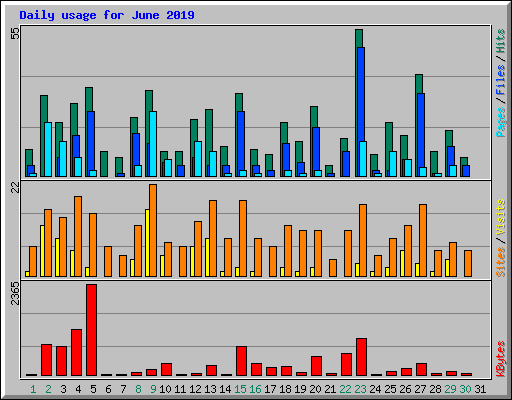 Daily usage for June 2019
55
Pages / Files / Hits
22
Sites / Visits
2365
KBytes
1 2 3 4 5 6 7 8 9 10 11 12 13 14 15 16 17 18 19 20 21 22 23 24 25 26 27 28 29 30 31